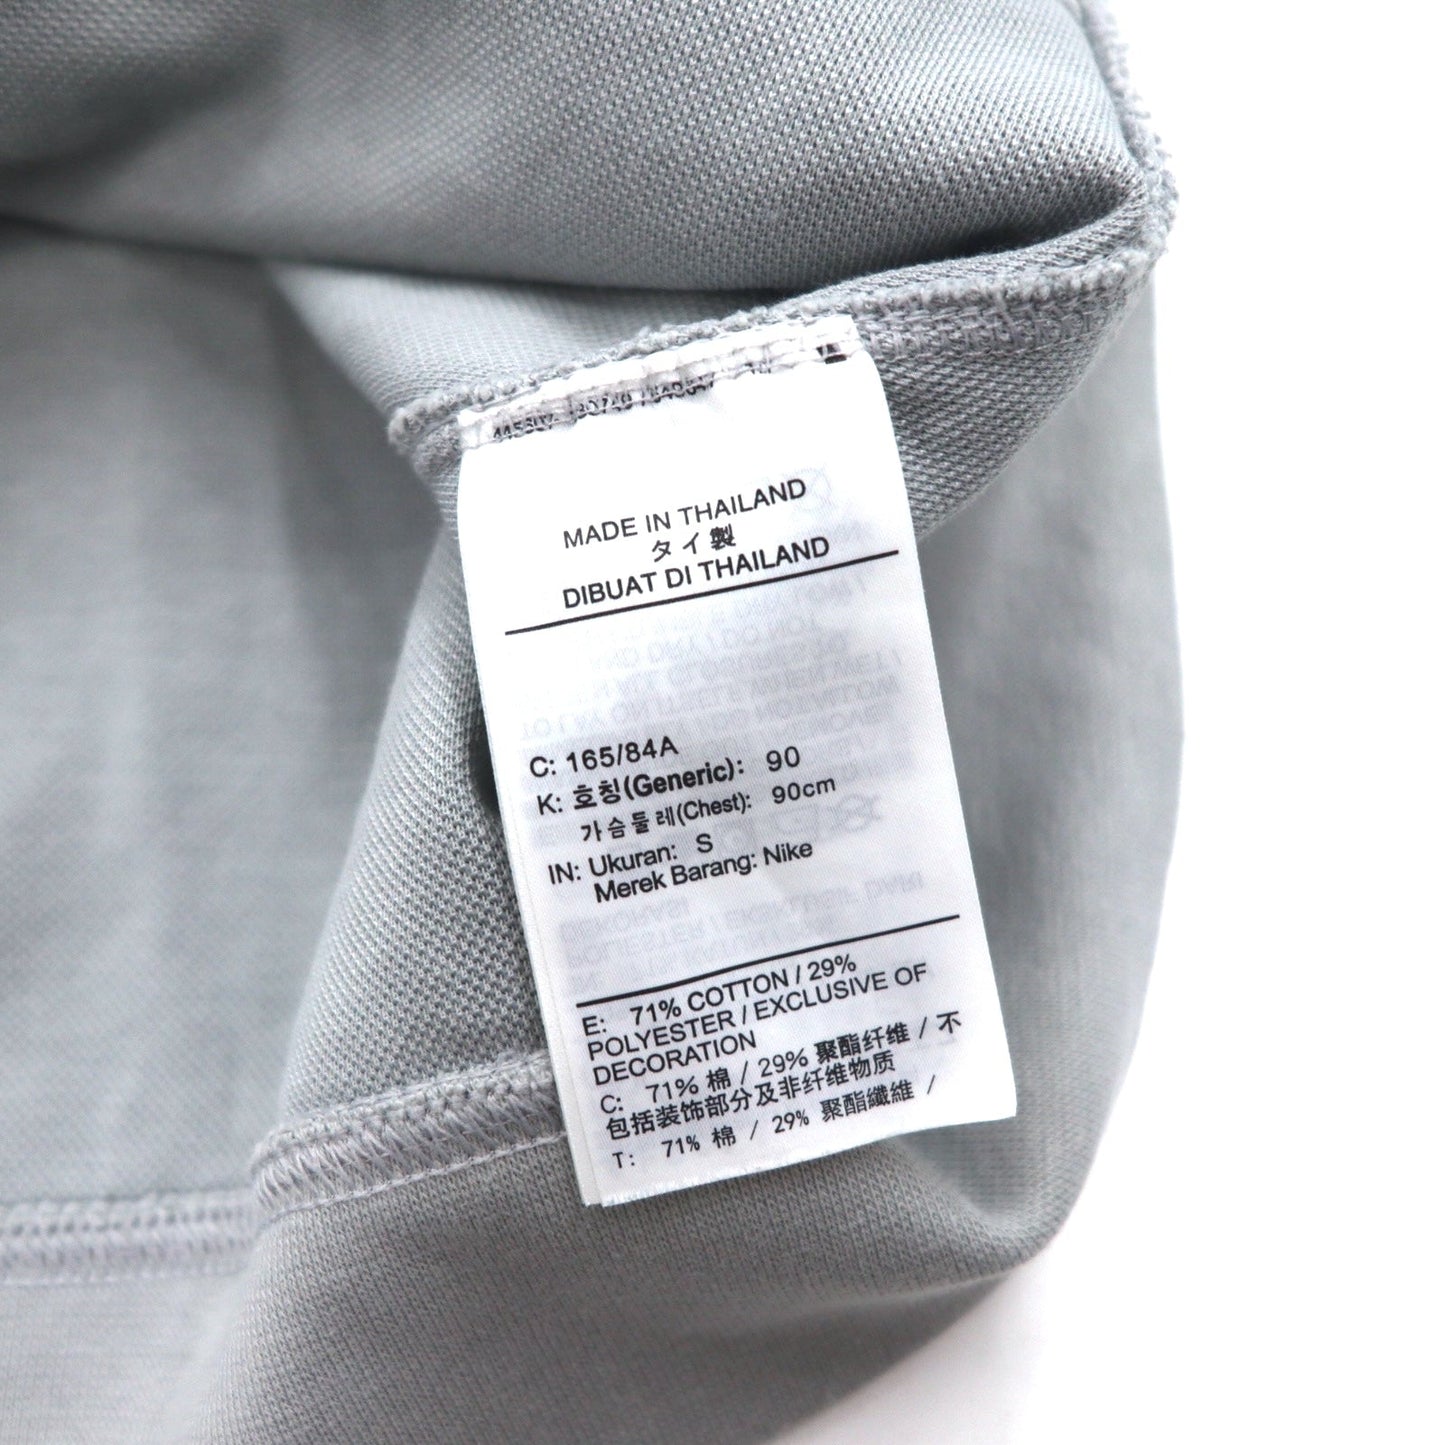 MADE IN THAILAND
タイ製
DIBUAT DI THAILAND
C: 165/84A
K: 호칭(Generic): 90
가슴둘레(Chest): 90cm
IN: Ukuran: S
Merek Barang: Nike
E: 71% COTTON / 29%
POLYESTER / EXCLUSIVE OF
DECORATION
C: 71% 棉 / 29% 聚酯纤维 / 不
包括装饰部分及非纤维物质
T: 71% 棉 / 29% 聚酯纖維 /